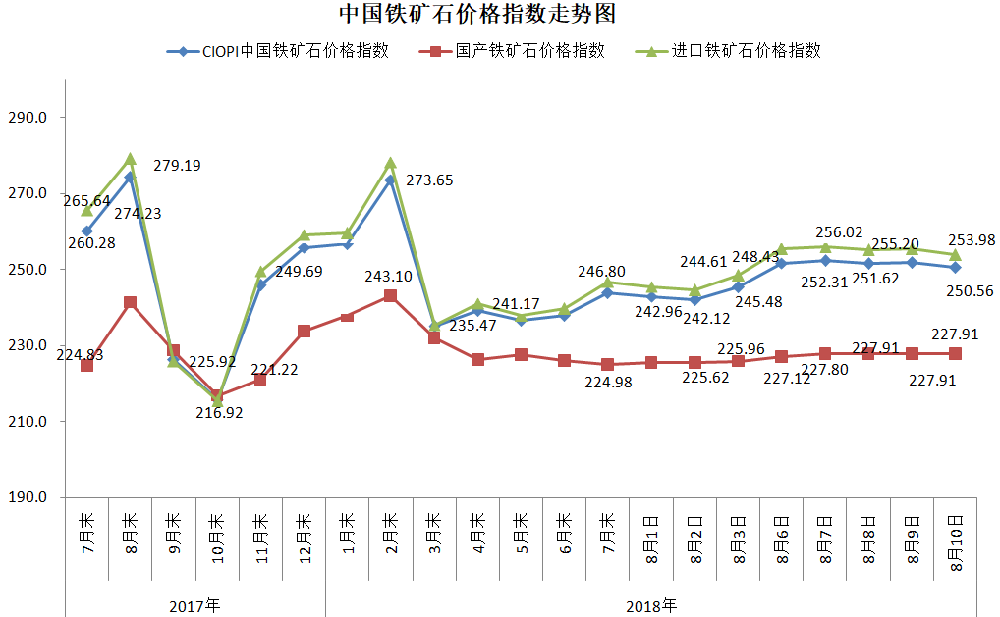 中国铁矿石价格指数走势图
CIOPI中国铁矿石价格指数 国产铁矿石价格指数 进口铁矿石价格指数
290.0
270.0
250.0
230.0
210.0
190.0
279.19
273.65
265.64
274.23
260.28
256.02
255.20
253.98
244.61
248.43
249.69
243.10
246.80
252.31
251.62
250.56
241.17
245.48
235.47
242.96
242.12
227.91
224.83
225.92
221.22
225.96
227.91
227.80
224.98
225.62
227.12
227.91
216.92
7月末
8月末
9月末
10月末
11月末
12月末
1月末
2月末
3月末
4月末
5月末
6月末
7月末
8月1日
8月2日
8月3日
8月6日
8月7日
8月8日
8月9日
8月10日
2017年 2018年